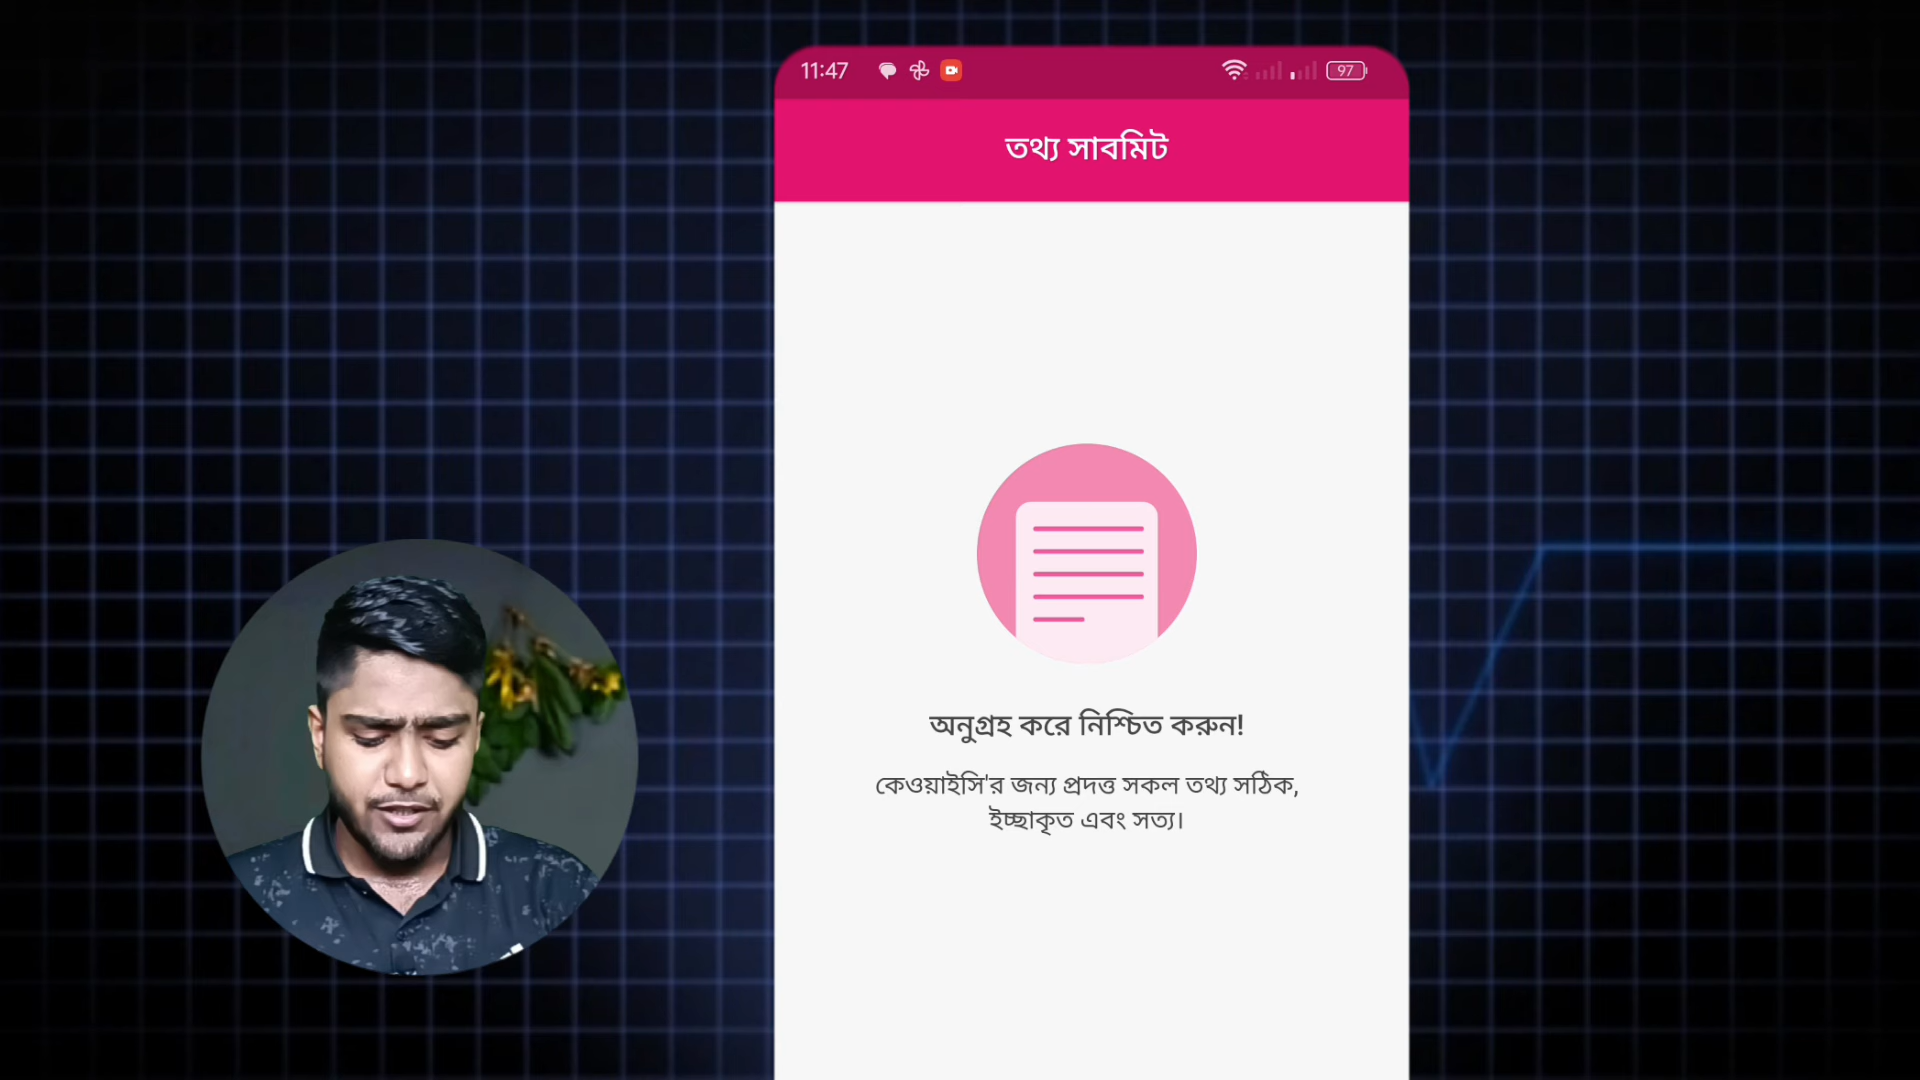 11:47
97
তথ্য সাবমিট
অনুগ্রহ করে নিশ্চিত করুন!
কেওয়াইসি'র জন্য প্রদত্ত সকল তথ্য সঠিক,
ইচ্ছাকৃত এবং সত্য।